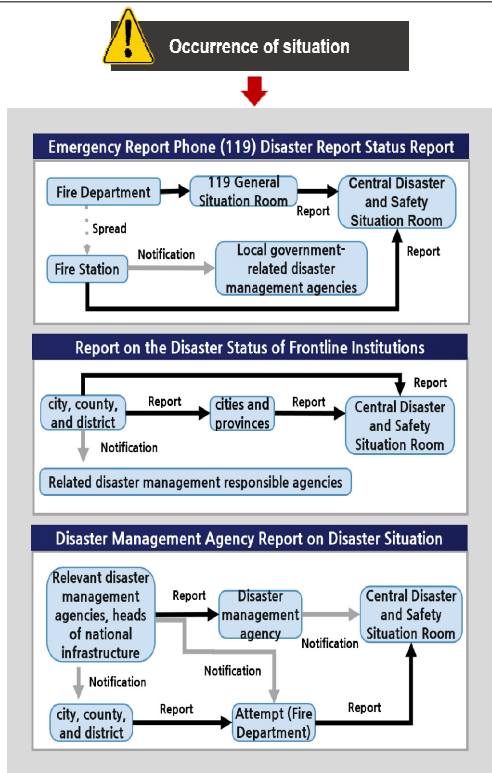 Occurrence of situation
Emergency Report Phone (119) Disaster Report Status Report
Fire Department
119 General
Situation Room
Report
Central Disaster
and Safety
Situation Room
Spread
Fire Station
Notification
Local government-
related disaster
management agencies
Report
Report on the Disaster Status of Frontline Institutions
Report
city, county,
and district
Report
cities and
provinces
Report
Central Disaster
and Safety
Situation Room
Notification
Related disaster management responsible agencies
Disaster Management Agency Report on Disaster Situation
Relevant disaster
management
agencies, heads
of national
infrastructure
Report
Disaster
management
agency
Notification
Central Disaster
and Safety
Situation Room
Notification
Notification
city, county,
and district
Report
Attempt (Fire
Department)
Report